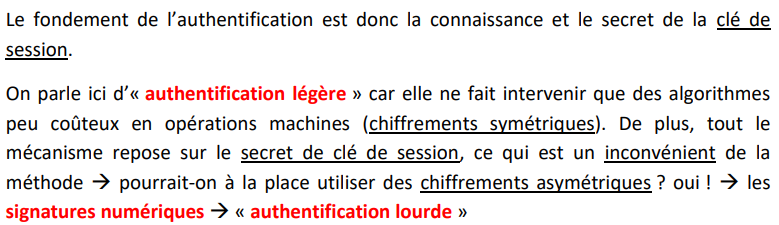 Le fondement de l'authentification est donc la connaissance et le secret de la clé de
session.
On parle ici d'« authentification légère » car elle ne fait intervenir que des algorithmes
peu coûteux en opérations machines (chiffrements symétriques). De plus, tout le
mécanisme repose sur le secret de clé de session, ce qui est un inconvénient de la
méthode → pourrait-on à la place utiliser des chiffrements asymétriques ? oui ! → les
signatures numériques → « authentification lourde »